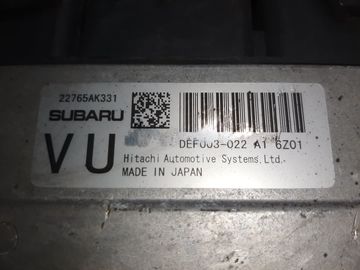 22765AK331
SUBARU
VU
DEF003-022 A1 6Z01
Hitachi Automotive Systems,Ltd.
MADE IN JAPAN